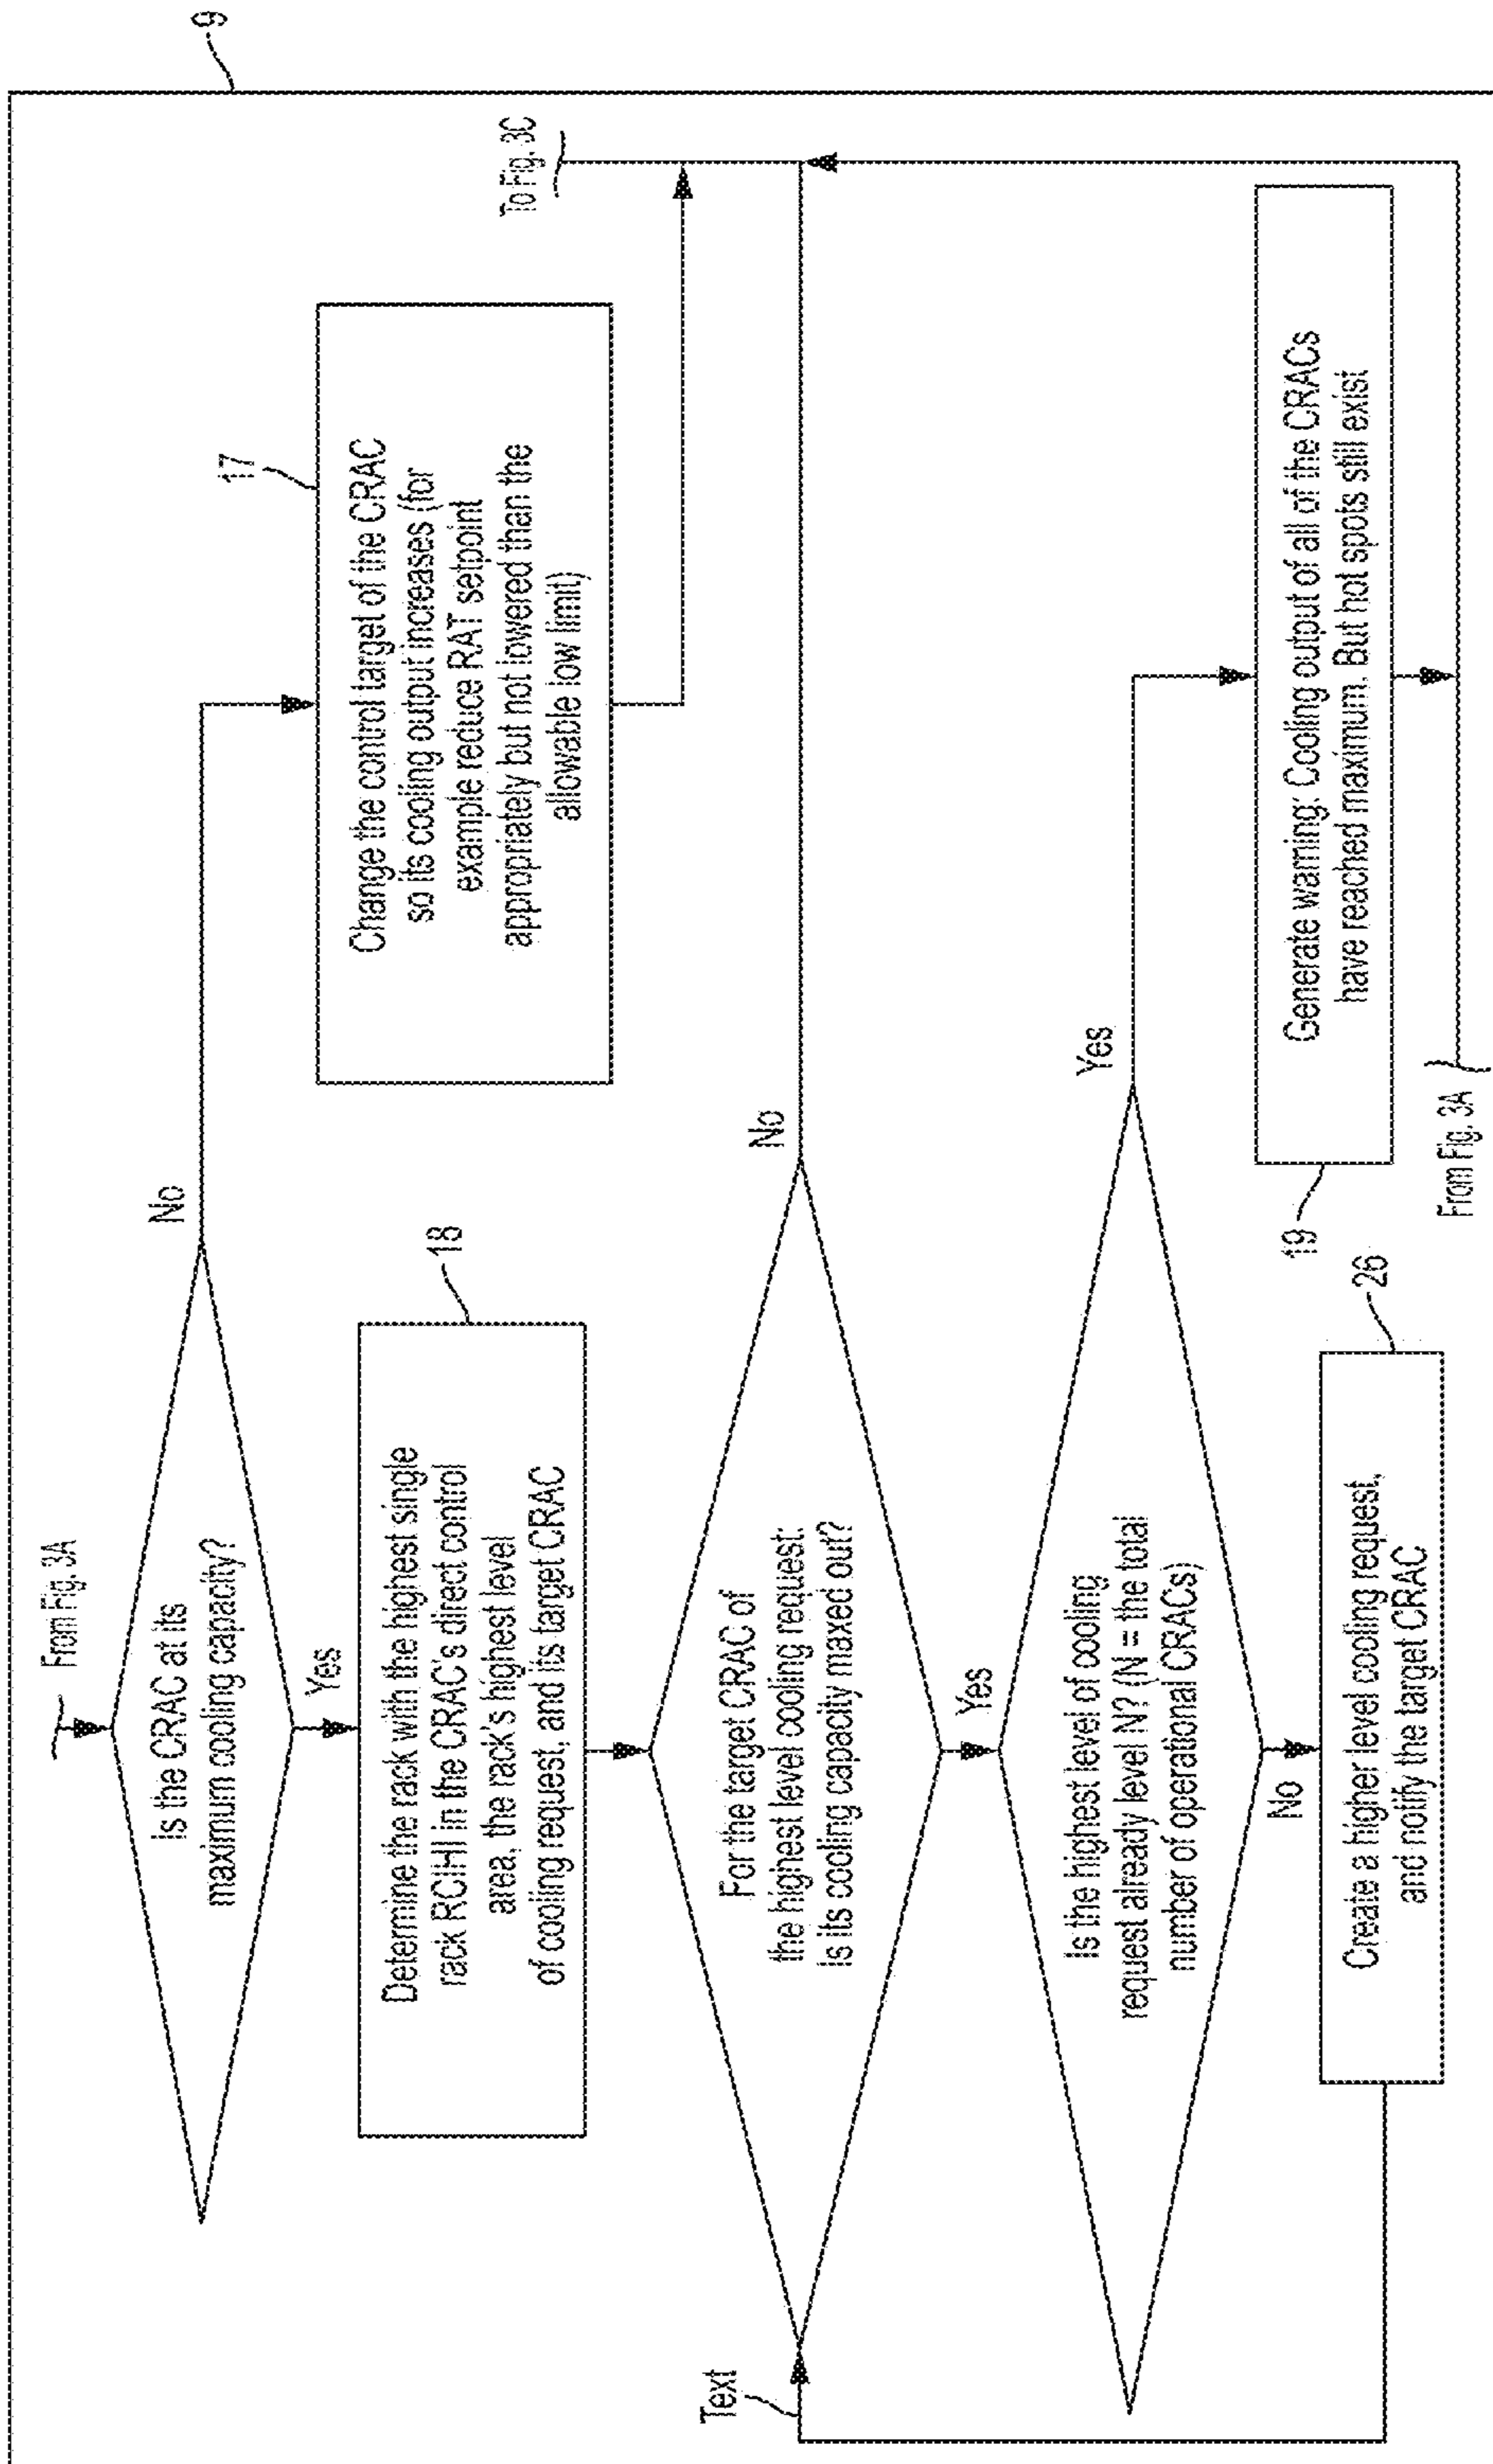 9
From Fig. 3A
Is the CRAC at its
maximum cooling capacity?
No
Yes
17
Change the control target of the CRAC
so its cooling output increases (for
example reduce RAT setpoint
appropriately but not lowered than the
allowable low limit)
To Fig. 3C
18
Determine the rack with the highest single
rack RCIHI in the CRAC's direct control
area, the rack's highest level
of cooling request, and its target CRAC
Text
For the target CRAC of
the highest level cooling request:
is its cooling capacity maxed out?
No
Yes
Is the highest level of cooling
request already level N? (N = the total
number of operational CRACs)
Yes
No
19
Generate warning: Cooling output of all of the CRACs
have reached maximum. But hot spots still exist
26
Create a higher level cooling request,
and notify the target CRAC
From Fig. 3A